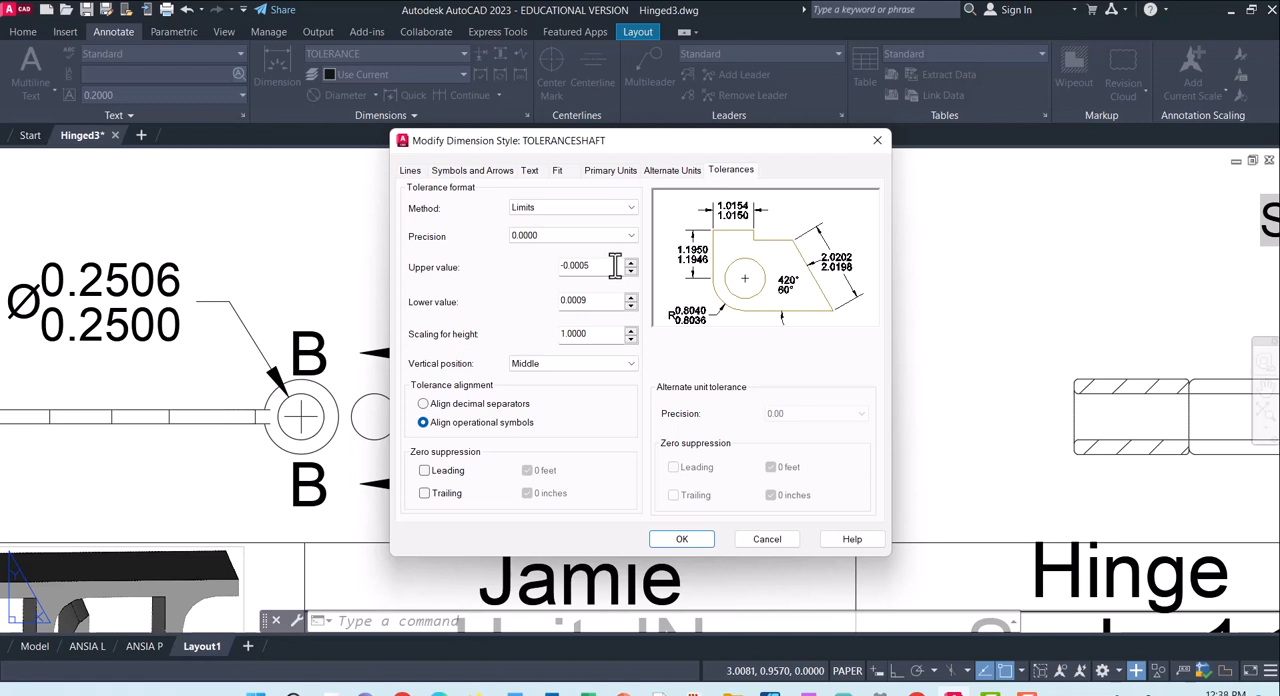 CAD
Share
Autodesk AutoCAD 2023 - EDUCATIONAL VERSION Hinged3.dwg
Type a keyword or phrase
Sign In
Home
Insert
Annotate
Parametric
View
Manage
Output
Add-ins
Collaborate
Express Tools
Featured Apps
Layout
Multiline
Text
Standard
0.2000
Text
Dimension
TOLERANCE
Use Current
Diameter
Quick
Continue
Dimensions
Center
Mark
Centerline
Centerlines
Multileader
Standard
Add Leader
Remove Leader
Leaders
Table
Standard
Extract Data
Link Data
Tables
Wipeout
Revision
Cloud
Markup
Add
Current Scale
Annotation Scaling
Start
Hinged3*
Modify Dimension Style: TOLERANCESHAFT
Lines
Symbols and Arrows
Text
Fit
Primary Units
Alternate Units
Tolerances
Tolerance format
Method:
Limits
Precision
0.0000
Upper value:
-0.0005
Lower value:
0.0009
Scaling for height:
1.0000
Vertical position:
Middle
Tolerance alignment
Align decimal separators
Align operational symbols
Zero suppression
Leading
0 feet
Trailing
0 inches
1.0154
1.0150
1.1950
1.1946
2.0202
2.0198
420°
60°
R0.8040
0.8036
Alternate unit tolerance
Precision:
0.00
Zero suppression
Leading
0 feet
Trailing
0 inches
OK
Cancel
Help
Ø0.2506
0.2500
B
B
Jamie
Hinge
Type a command
Model
ANSIA L
ANSIA P
Layout1
3.0081, 0.9570, 0.0000
PAPER
12:38 PM